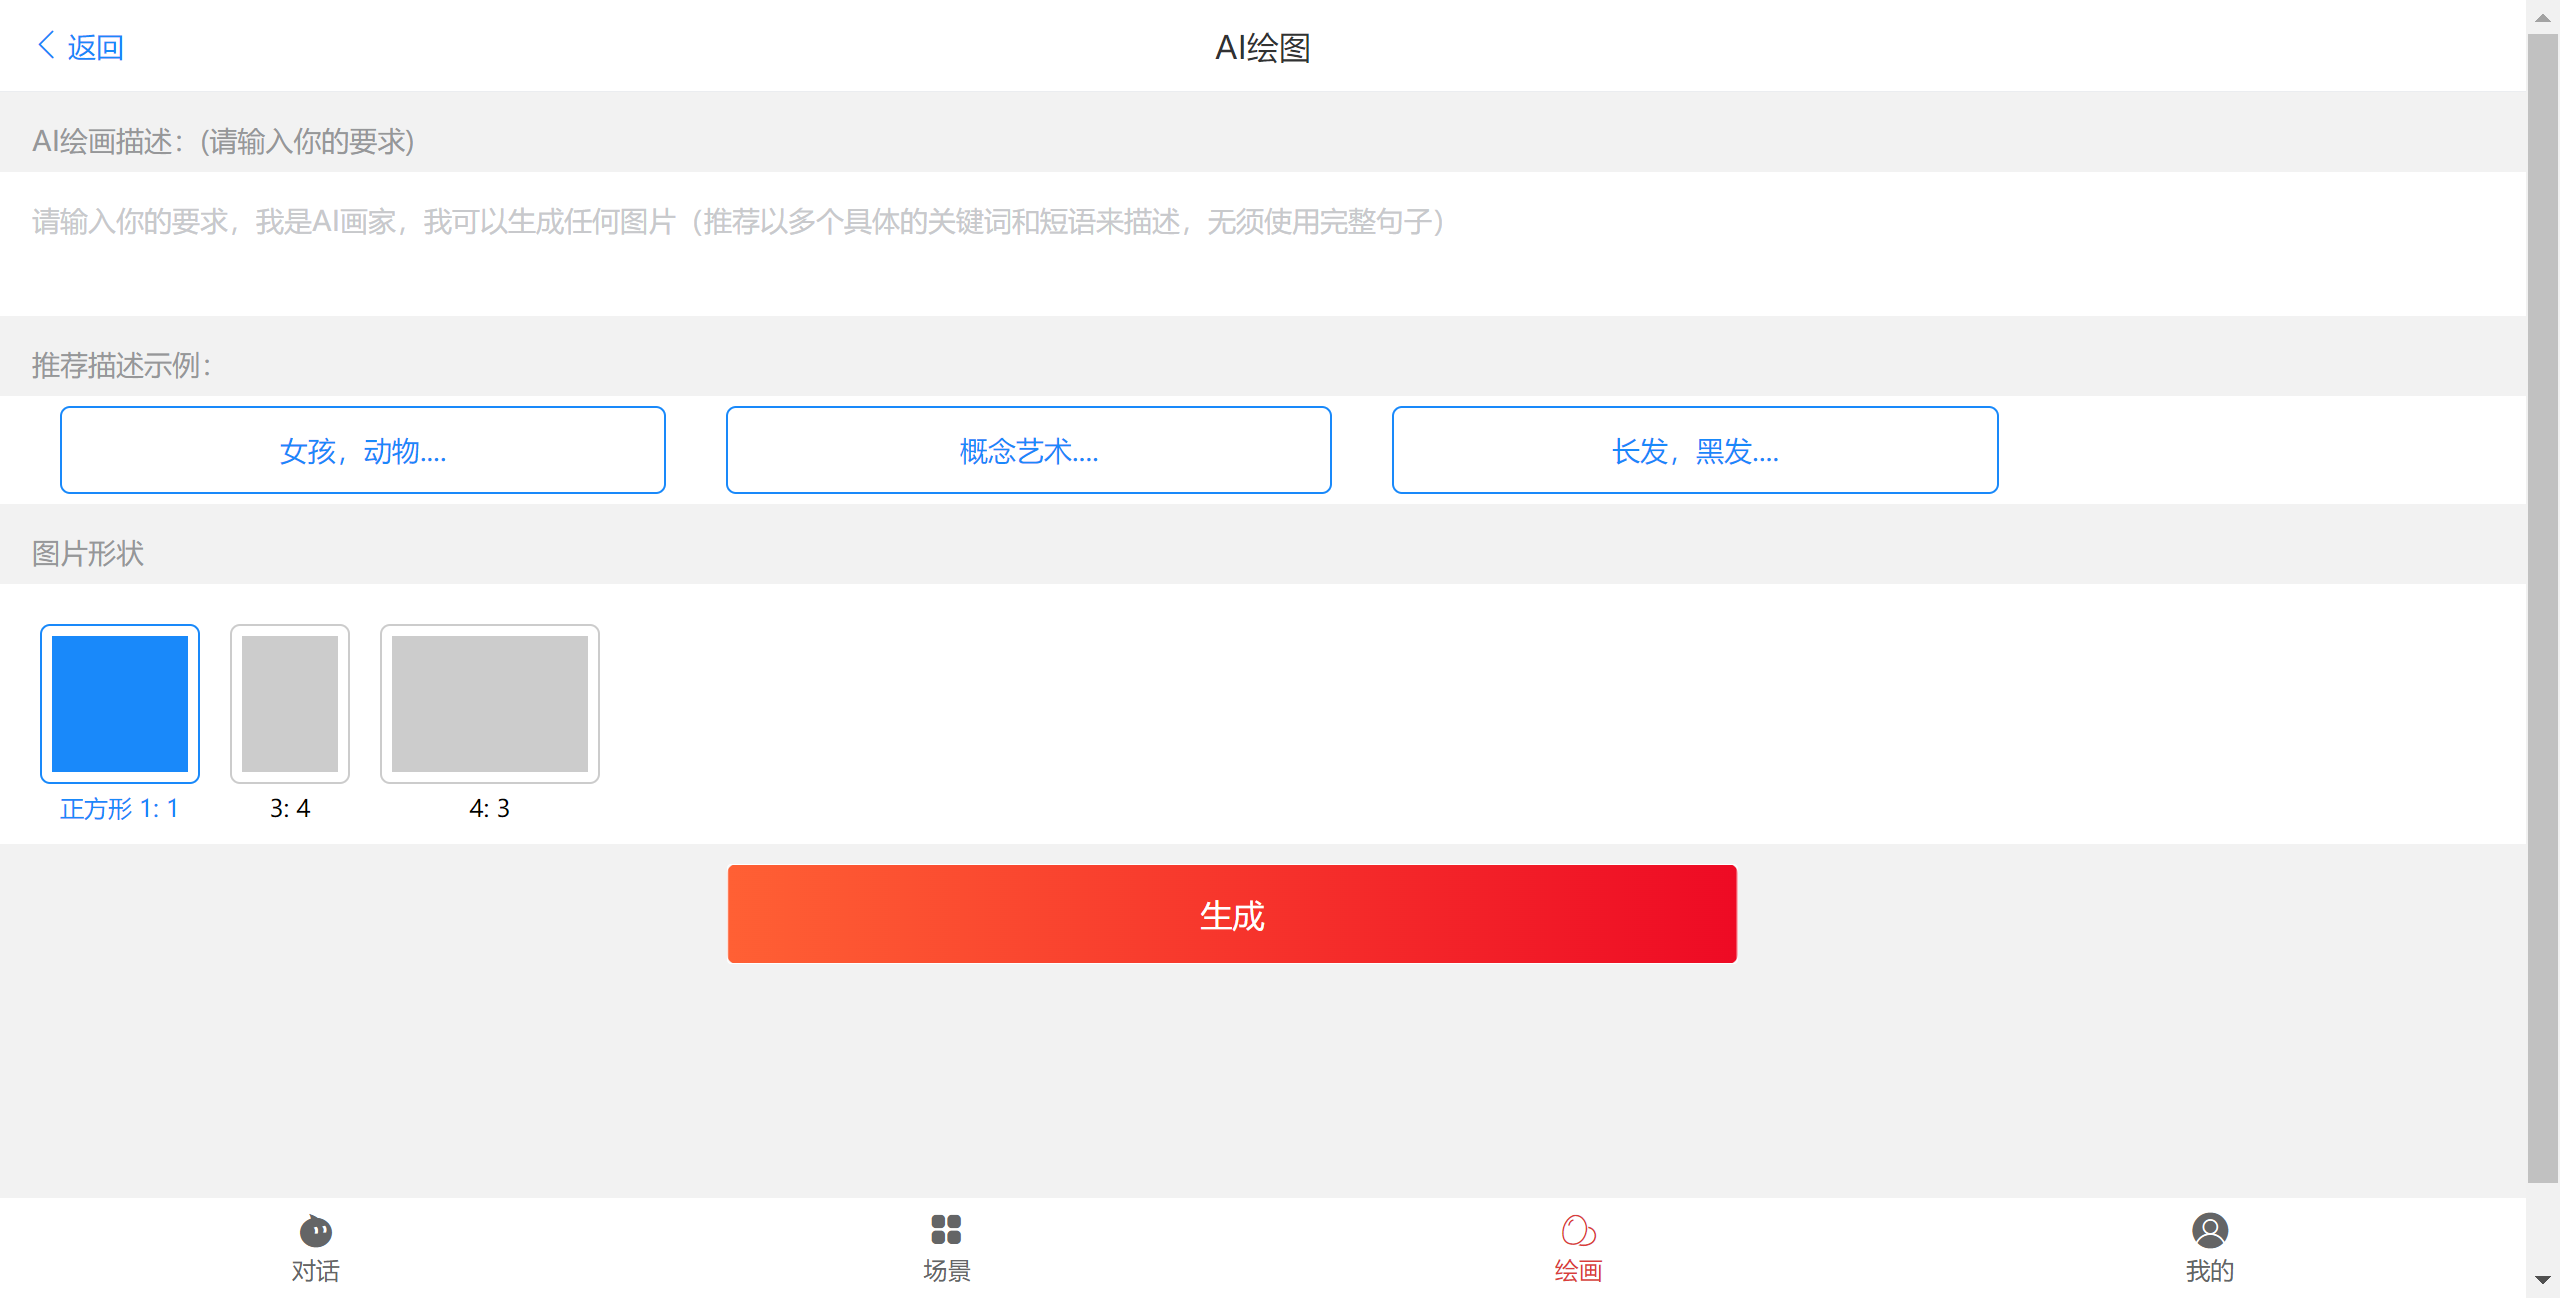 返回
AI绘图
AI绘画描述：(请输入你的要求)
请输入你的要求，我是AI画家，我可以生成任何图片（推荐以多个具体的关键词和短语来描述，无须使用完整句子）
推荐描述示例：
女孩，动物....
概念艺术....
长发，黑发....
图片形状
正方形 1: 1
3: 4
4: 3
生成
对话
场景
绘画
我的